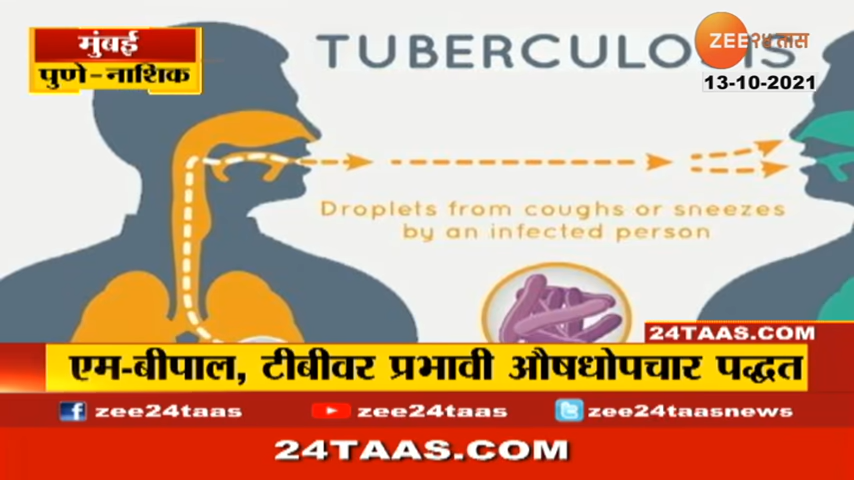 मुंबई
पुणे-नाशिक
TUBERCULOSIS
ZEE २४ तास
13-10-2021
Droplets from coughs or sneezes
by an infected person
24TAAS.COM
एम-बीपाल, टीबीवर प्रभावी औषधोपचार पद्धत
zee24taas
zee24taas
zee24taasnews
24TAAS.COM